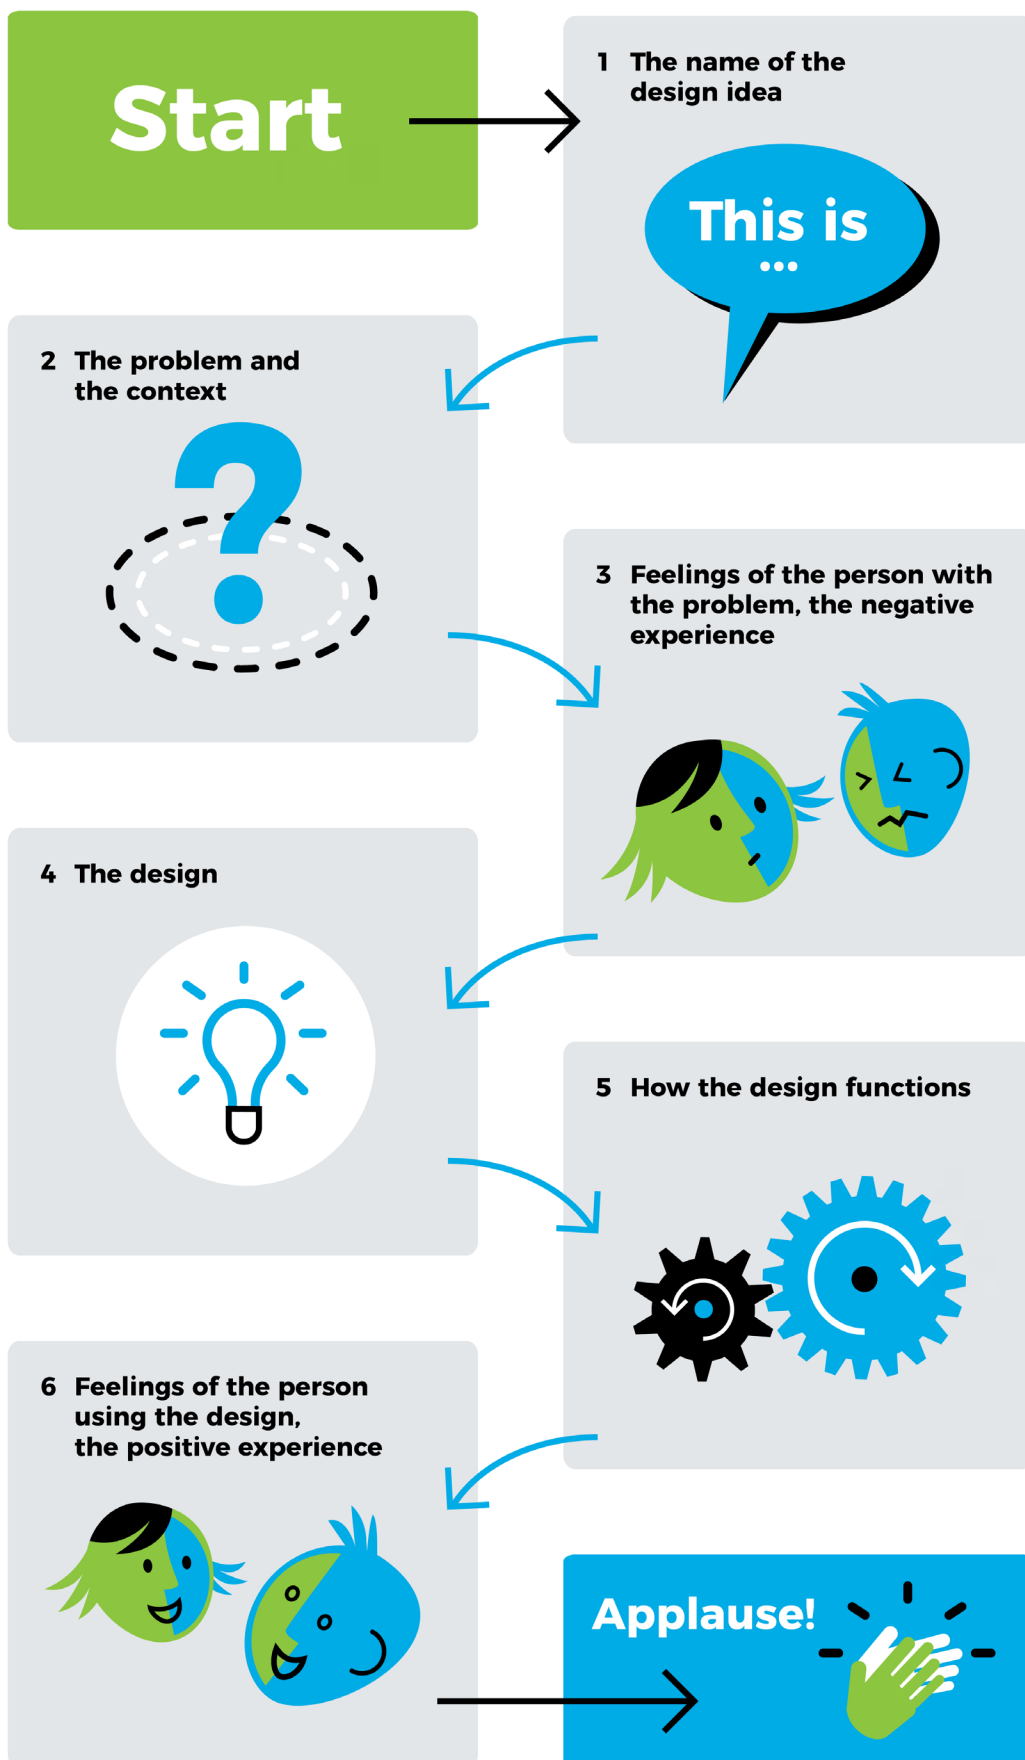 Start
1 The name of the
design idea
This is
...
2 The problem and
the context
?
3 Feelings of the person with
the problem, the negative
experience
4 The design
5 How the design functions
6 Feelings of the person
using the design,
the positive experience
Applause!